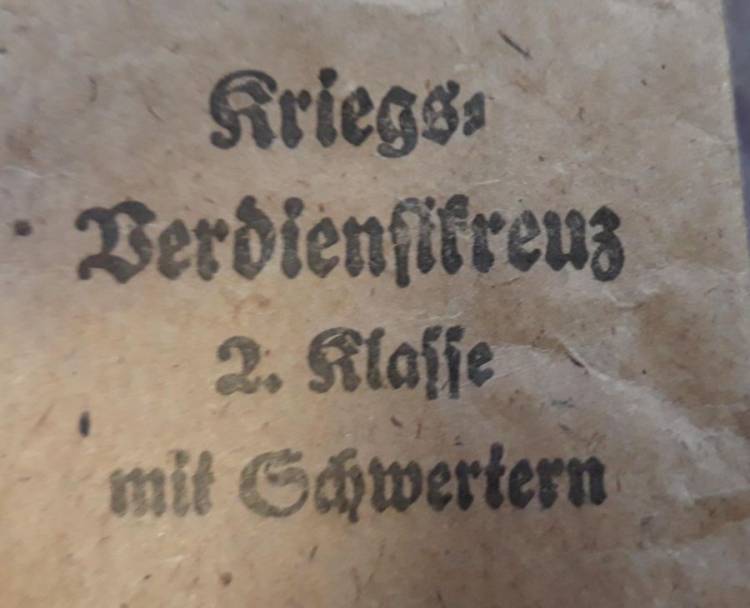 Kriegs-
Verdienstkreuz
2. Klasse
mit Schwertern